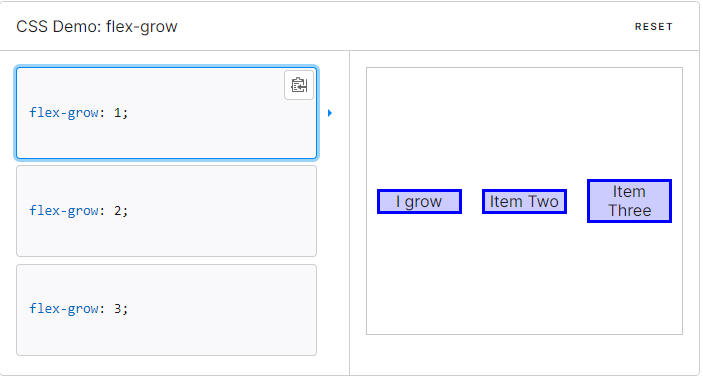 CSS Demo: flex-grow
RESET
flex-grow: 1;
flex-grow: 2;
flex-grow: 3;
I grow
Item Two
Item
Three